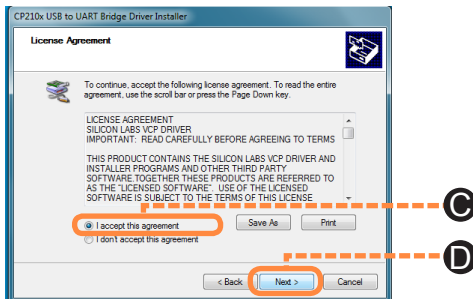 CP210x USB to UART Bridge Driver Installer
License Agreement
To continue, accept the following license agreement. To read the entire
agreement, use the scroll bar or press the Page Down key.
LICENSE AGREEMENT
SILICON LABS VCP DRIVER
IMPORTANT: READ CAREFULLY BEFORE AGREEING TO TERMS
THIS PRODUCT CONTAINS THE SILICON LABS VCP DRIVER AND
INSTALLER PROGRAMS AND OTHER THIRD PARTY
SOFTWARE.TOGETHER THESE PRODUCTS ARE REFERRED TO
AS THE "LICENSED SOFTWARE". USE OF THE LICENSED
SOFTWARE IS SUBJECT TO THE TERMS OF THIS LICENSE
C
I accept this agreement Save As Print
I don't accept this agreement
D
< Back Next > Cancel